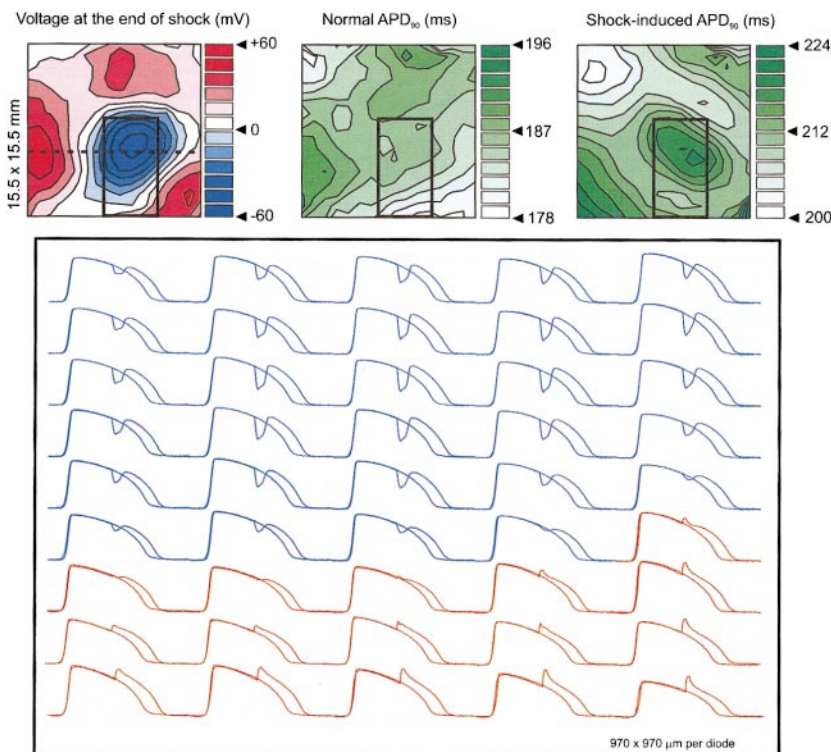 Voltage at the end of shock (mV)
Normal APD₉₀ (ms)
Shock-induced APD₉₀ (ms)
15.5 x 15.5 mm
+60
0
-60
196
187
178
224
212
200
970 x 970 µm per diode